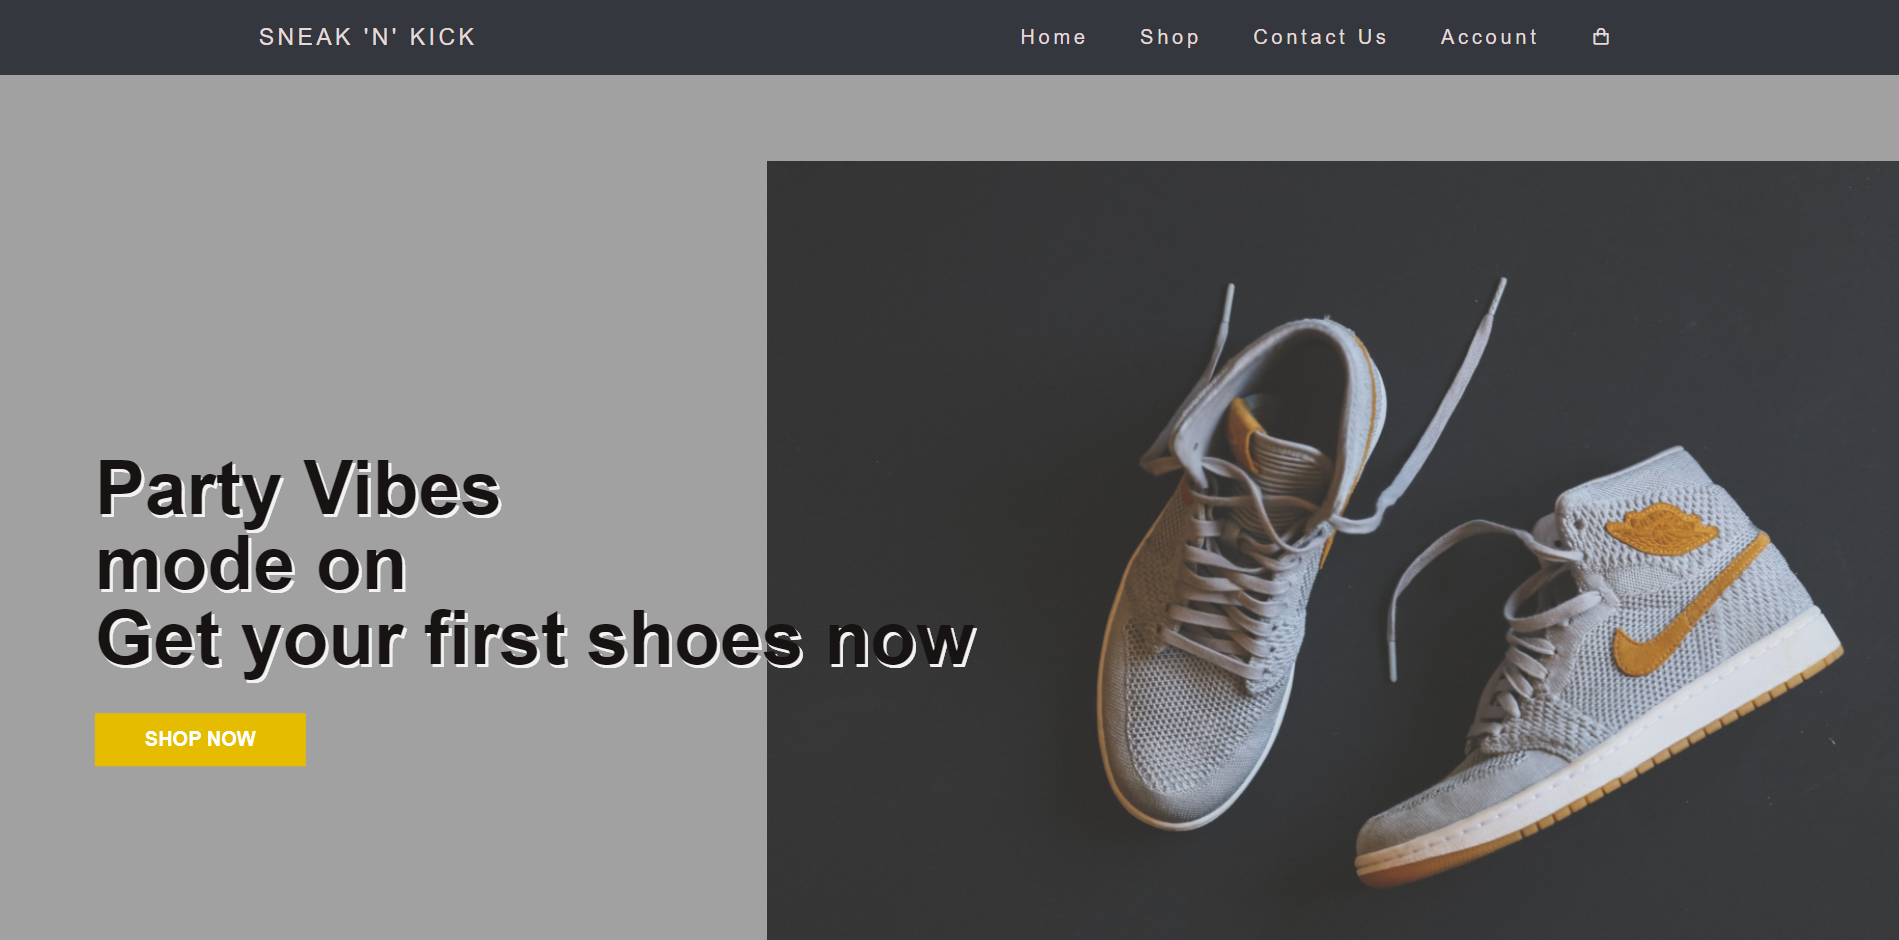 SNEAK 'N' KICK
Home Shop Contact Us Account
Party Vibes
mode on
Get your first shoes now
SHOP NOW